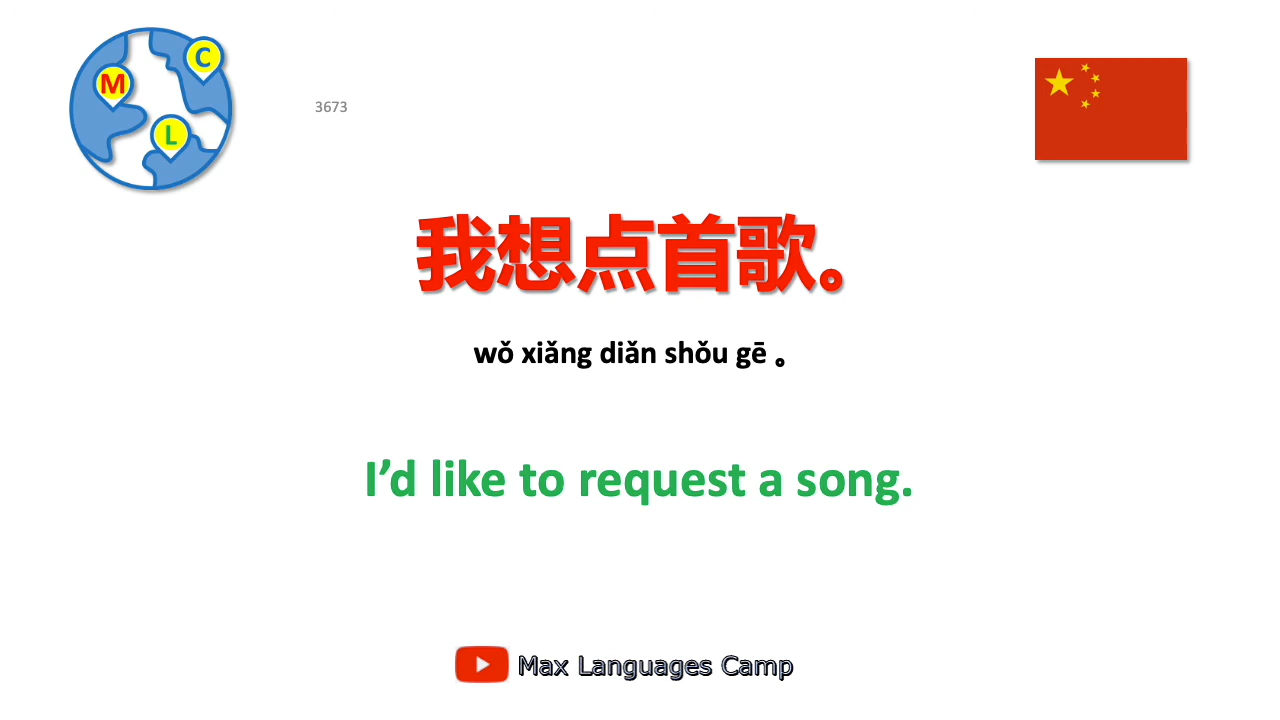 M
C
L
3673
我想点首歌。
wǒ xiǎng diǎn shǒu gē 。
I’d like to request a song.
Max Languages Camp